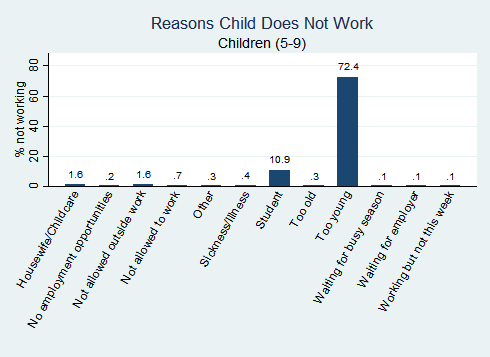 Reasons Child Does Not Work
Children (5-9)
% not working
80
60
40
20
0
1.6
.2
1.6
.7
.3
.4
10.9
.3
72.4
.1
.1
.1
Housewife/Childcare
No employment opportunities
Not allowed outside work
Not allowed to work
Other
Sickness/Illness
Student
Too old
Too young
Waiting for busy season
Waiting for employer
Working but not this week